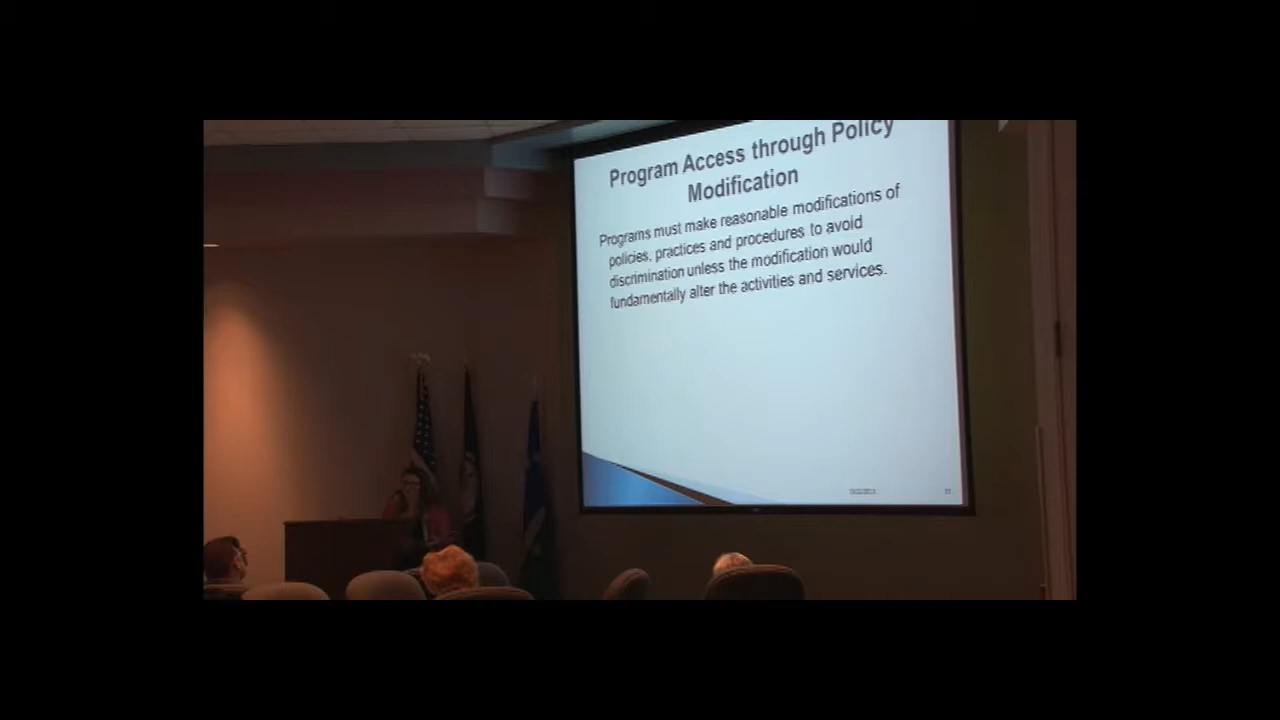 Program Access through Policy
Modification
Programs must make reasonable modifications of
policies, practices and procedures to avoid
discrimination unless the modification would
fundamentally alter the activities and services.